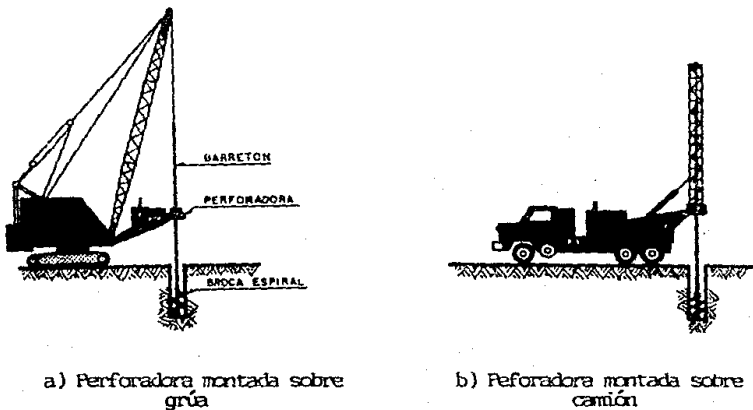 BARRETON
PERFORADORA
BROCA ESPIRAL
a) Perforadora montada sobre
grúa
b) Peforadora montada sobre
camión